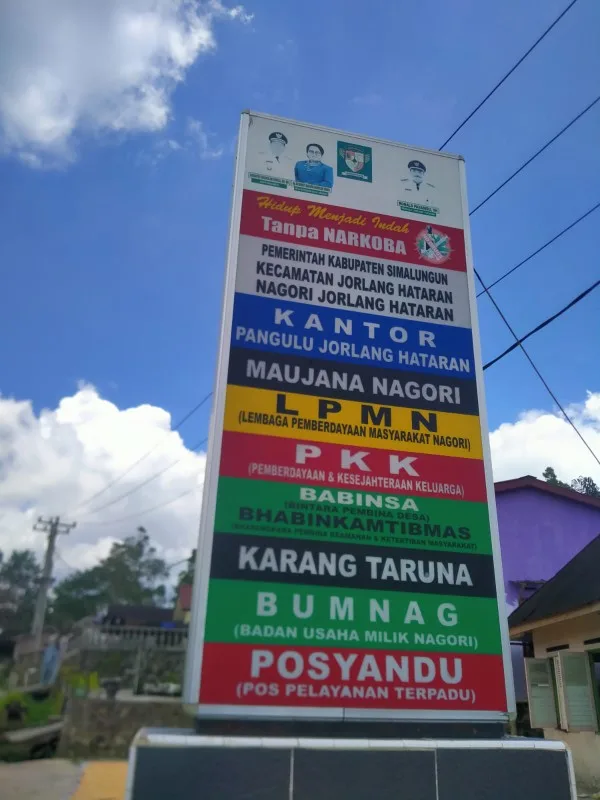 Hidup Menjadi Indah
Tanpa NARKOBA
PEMERINTAH KABUPATEN SIMALUNGUN
KECAMATAN JORLANG HATARAN
NAGORI JORLANG HATARAN
KANTOR
PANGULU JORLANG HATARAN
MAUJANA NAGORI
LPMN
(LEMBAGA PEMBERDAYAAN MASYARAKAT NAGORI)
PKK
(PEMBERDAYAAN & KESEJAHTERAAN KELUARGA)
BABINSA
(BINTARA PEMBINA DESA)
BHABINKAMTIBMAS
KARANG TARUNA
BUMNAG
(BADAN USAHA MILIK NAGORI)
POSYANDU
(POS PELAYANAN TERPADU)